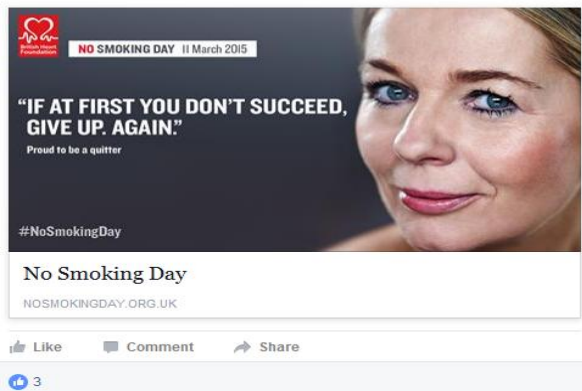 British Heart
Foundation
NO SMOKING DAY 11 March 2015
“IF AT FIRST YOU DON’T SUCCEED,
GIVE UP. AGAIN.”
Proud to be a quitter
#NoSmokingDay
No Smoking Day
NOSMOKINGDAY.ORG.UK
Like Comment Share
3